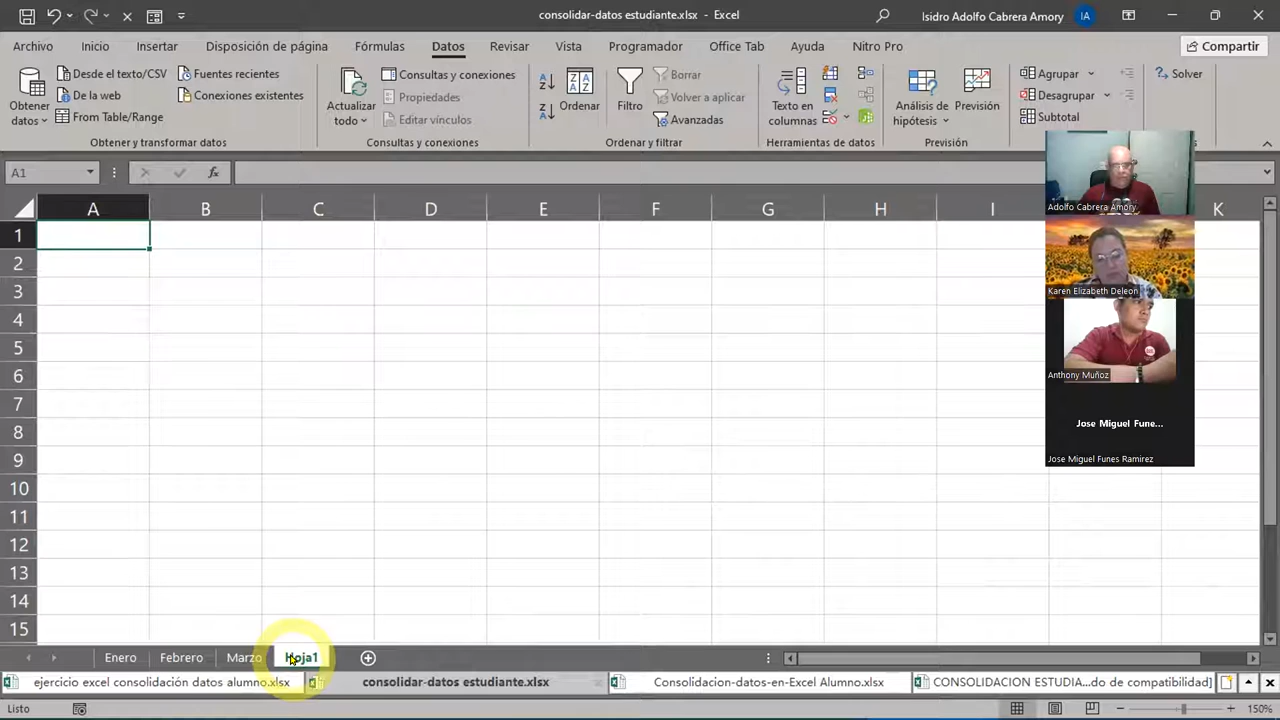 consolidar-datos estudiante.xlsx - Excel
Isidro Adolfo Cabrera Amory
IA
Archivo
Inicio
Insertar
Disposición de página
Fórmulas
Datos
Revisar
Vista
Programador
Office Tab
Ayuda
Nitro Pro
Compartir
Obtener
datos
Desde el texto/CSV
De la web
From Table/Range
Fuentes recientes
Conexiones existentes
Obtener y transformar datos
Actualizar
todo
Consultas y conexiones
Propiedades
Editar vínculos
Consultas y conexiones
Ordenar
Filtro
Borrar
Volver a aplicar
Avanzadas
Ordenar y filtrar
Texto en
columnas
Herramientas de datos
Análisis de
hipótesis
Previsión
Previsión
Agrupar
Desagrupar
Subtotal
Solver
A1
fx
A B C D E F G H I K
1
2
3
4
5
6
7
8
9
10
11
12
13
14
15
Adolfo Cabrera Amory
Karen Elizabeth Deleon
Anthony Muñoz
Jose Miguel Fune...
Jose Miguel Funes Ramirez
Enero
Febrero
Marzo
Hoja1
ejercicio excel consolidación datos alumno.xlsx
consolidar-datos estudiante.xlsx
Consolidacion-datos-en-Excel Alumno.xlsx
CONSOLIDACION ESTUDIA...do de compatibilidad]
Listo
150%